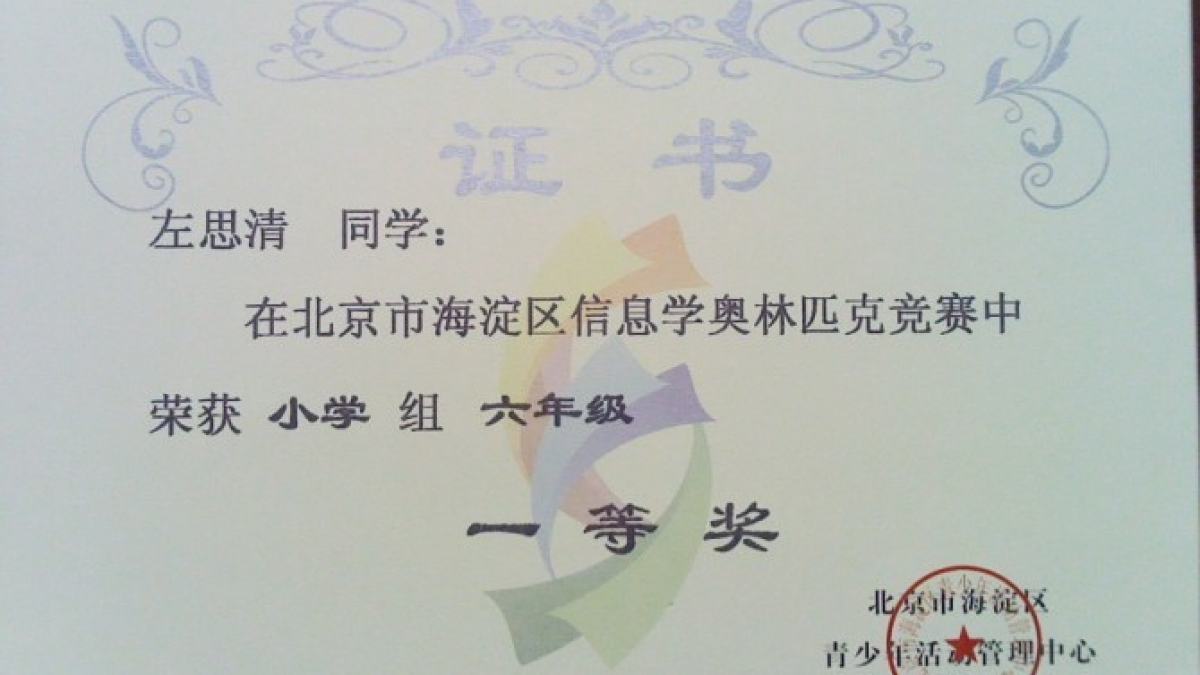 证 书
左思清 同学：
在北京市海淀区信息学奥林匹克竞赛中
荣获 小学 组 六年级
一等奖
北京市海淀区
青少年活动管理中心